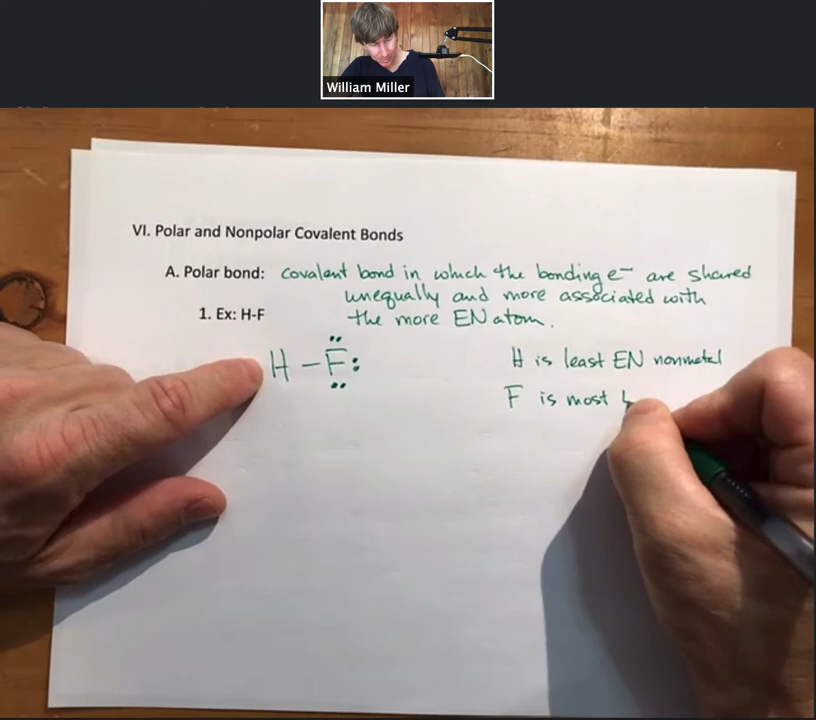 William Miller
VI. Polar and Nonpolar Covalent Bonds
A. Polar bond: covalent bond in which the bonding e⁻ are shared
unequally and more associated with
1. Ex: H-F the more EN atom.
H – F:
H is least EN nonmetal
F is most